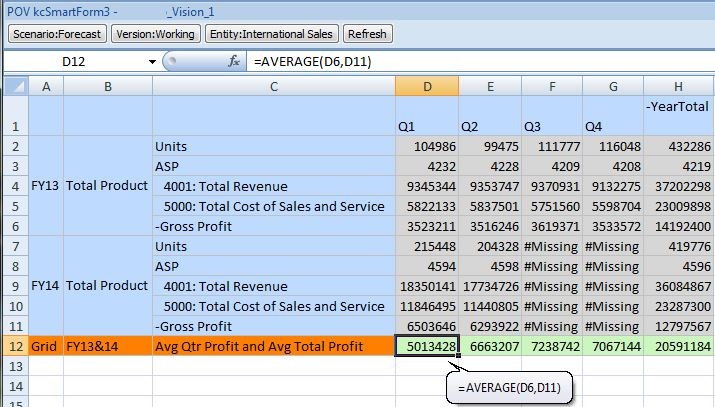 POV kcSmartForm3 - _Vision_1
Scenario:Forecast Version:Working Entity:International Sales Refresh
D12 fx =AVERAGE(D6,D11)
A B C D E F G H
1 Q1 Q2 Q3 Q4 -YearTotal
2 Units 104986 99475 111777 116048 432286
3 ASP 4232 4228 4209 4208 4219
4 FY13 Total Product 4001: Total Revenue 9345344 9353747 9370931 9132275 37202298
5 5000: Total Cost of Sales and Service 5822133 5837501 5751560 5598704 23009898
6 -Gross Profit 3523211 3516246 3619371 3533572 14192400
7 Units 215448 204328 #Missing #Missing 419776
8 ASP 4594 4598 #Missing #Missing 4596
9 FY14 Total Product 4001: Total Revenue 18350141 17734726 #Missing #Missing 36084867
10 5000: Total Cost of Sales and Service 11846495 11440805 #Missing #Missing 23287300
11 -Gross Profit 6503646 6293922 #Missing #Missing 12797567
12 Grid FY13&14 Avg Qtr Profit and Avg Total Profit 5013428 6663207 7238742 7067144 20591184
13
=AVERAGE(D6,D11)
14
15